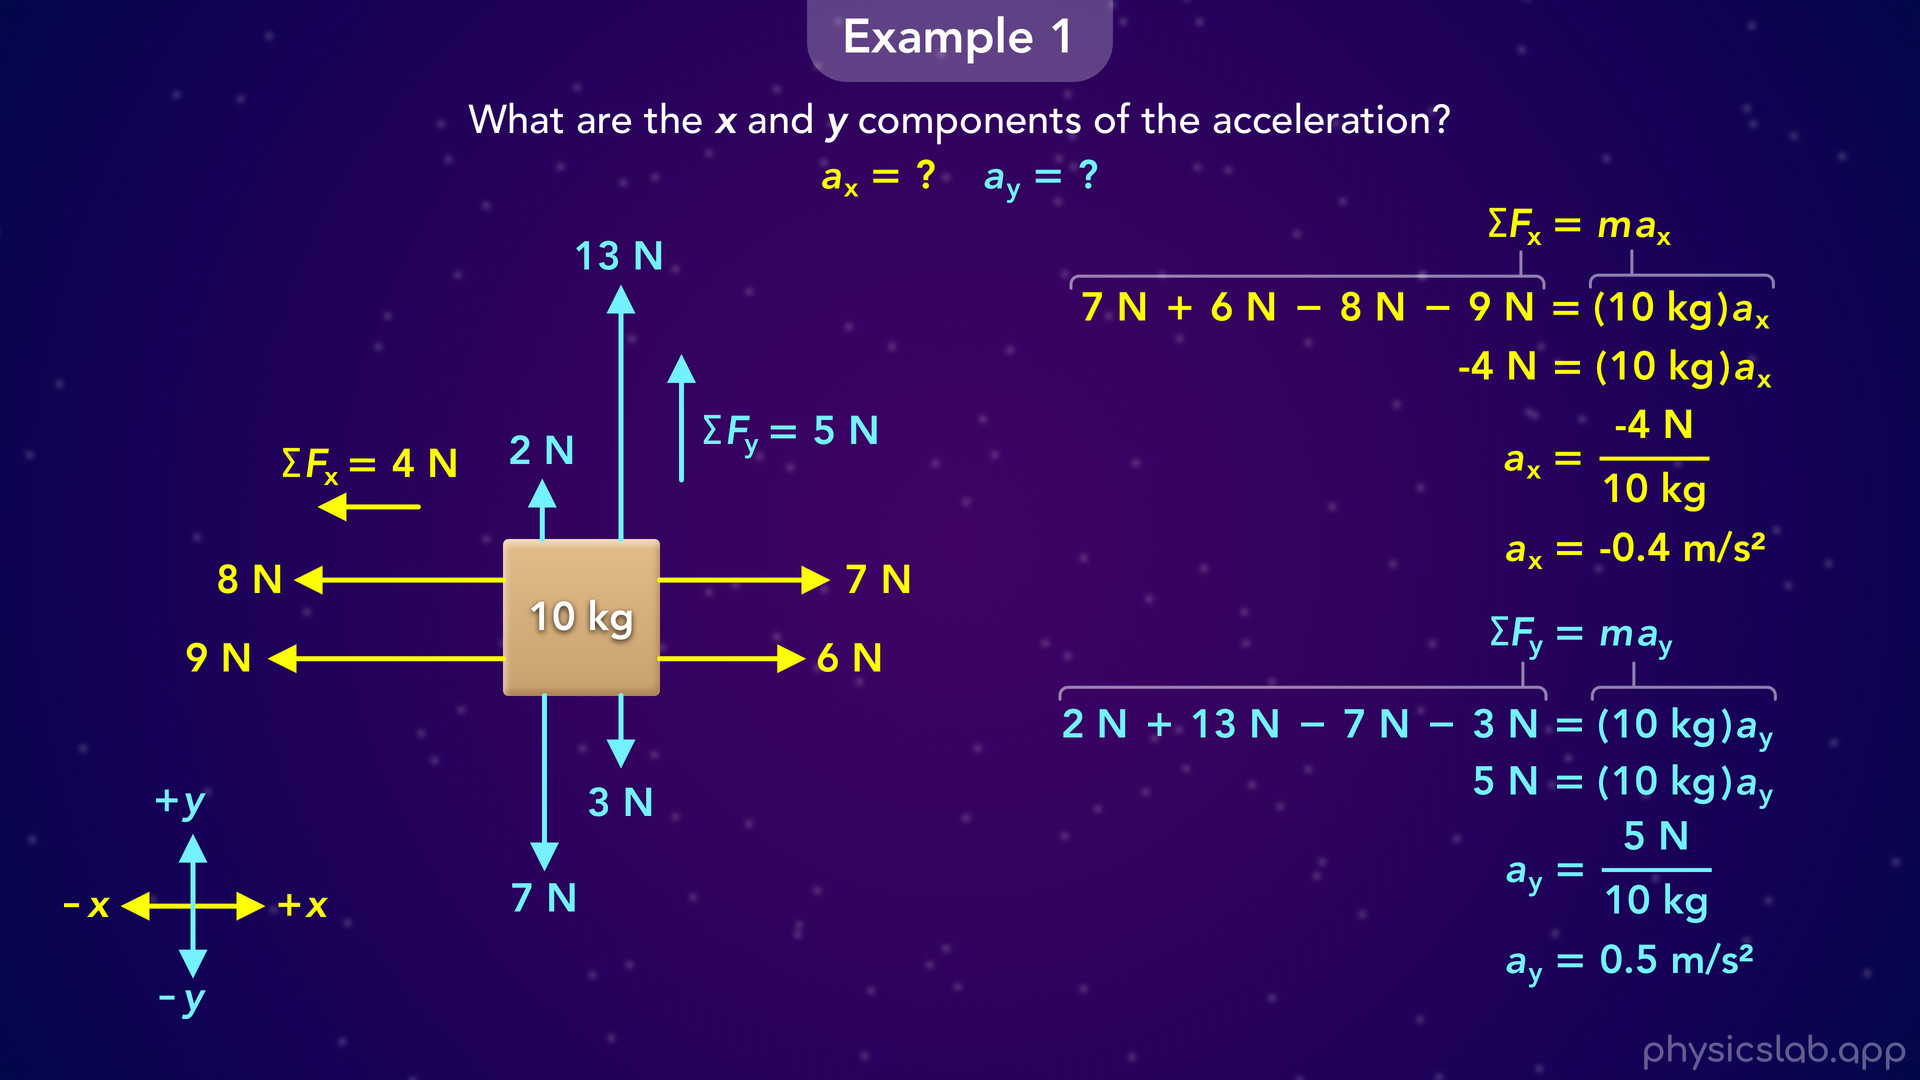 Example 1
What are the x and y components of the acceleration?
aₓ = ? a_y = ?
13 N
2 N
ΣF_y = 5 N
ΣFₓ = 4 N
8 N
7 N
10 kg
9 N
6 N
3 N
7 N
+y
-x
+x
-y
ΣFₓ = maₓ
7 N + 6 N − 8 N − 9 N = (10 kg)aₓ
-4 N = (10 kg)aₓ
aₓ = -4 N / 10 kg
aₓ = -0.4 m/s²
ΣF_y = ma_y
2 N + 13 N − 7 N − 3 N = (10 kg)a_y
5 N = (10 kg)a_y
a_y = 5 N / 10 kg
a_y = 0.5 m/s²
physicslab.app